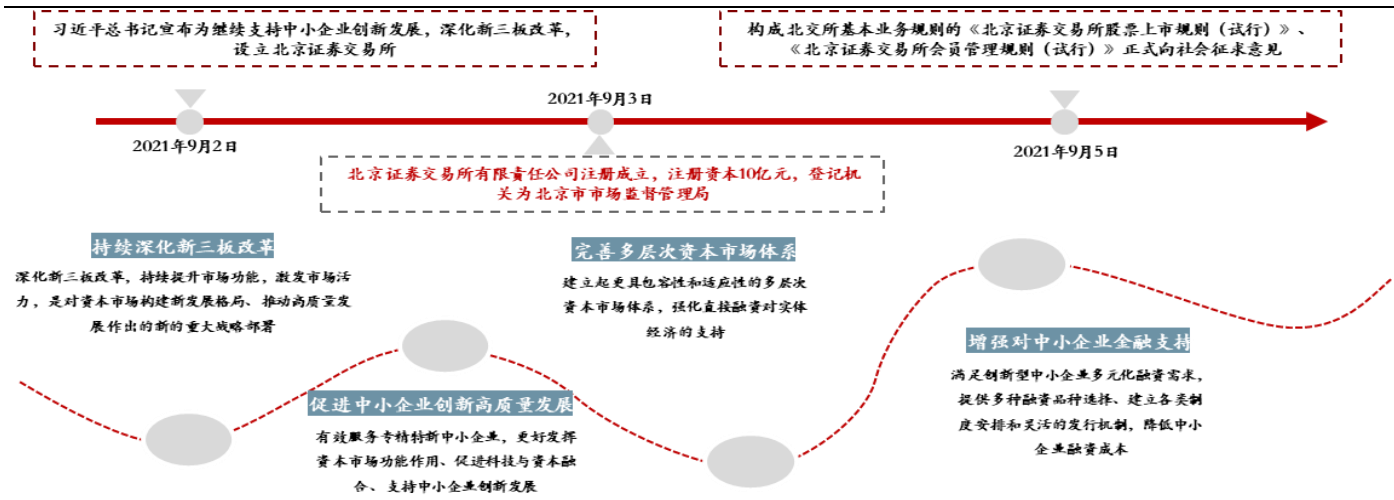 习近平总书记宣布为继续支持中小企业创新发展，深化新三板改革，
设立北京证券交易所
构成北交所基本业务规则的《北京证券交易所股票上市规则（试行）》、
《北京证券交易所会员管理规则（试行）》正式向社会征求意见
2021年9月3日
2021年9月2日
2021年9月5日
北京证券交易所有限责任公司注册成立，注册资本10亿元，登记机
关为北京市市场监督管理局
持续深化新三板改革
深化新三板改革，持续提升市场功能，激发市场活
力，是对资本市场构建新发展格局、推动高质量发
展作出的新的重大战略部署
完善多层次资本市场体系
建立起更具包容性和适应性的多层次
资本市场体系，强化直接融资对实体
经济的支持
增强对中小企业金融支持
满足创新型中小企业多元化融资需求，
提供多种融资品种选择、建立各类制
度安排和灵活的发行机制，降低中小
企业融资成本
促进中小企业创新高质量发展
有效服务专精特新中小企业，更好发挥
资本市场功能作用、促进科技与资本融
合、支持中小企业创新发展